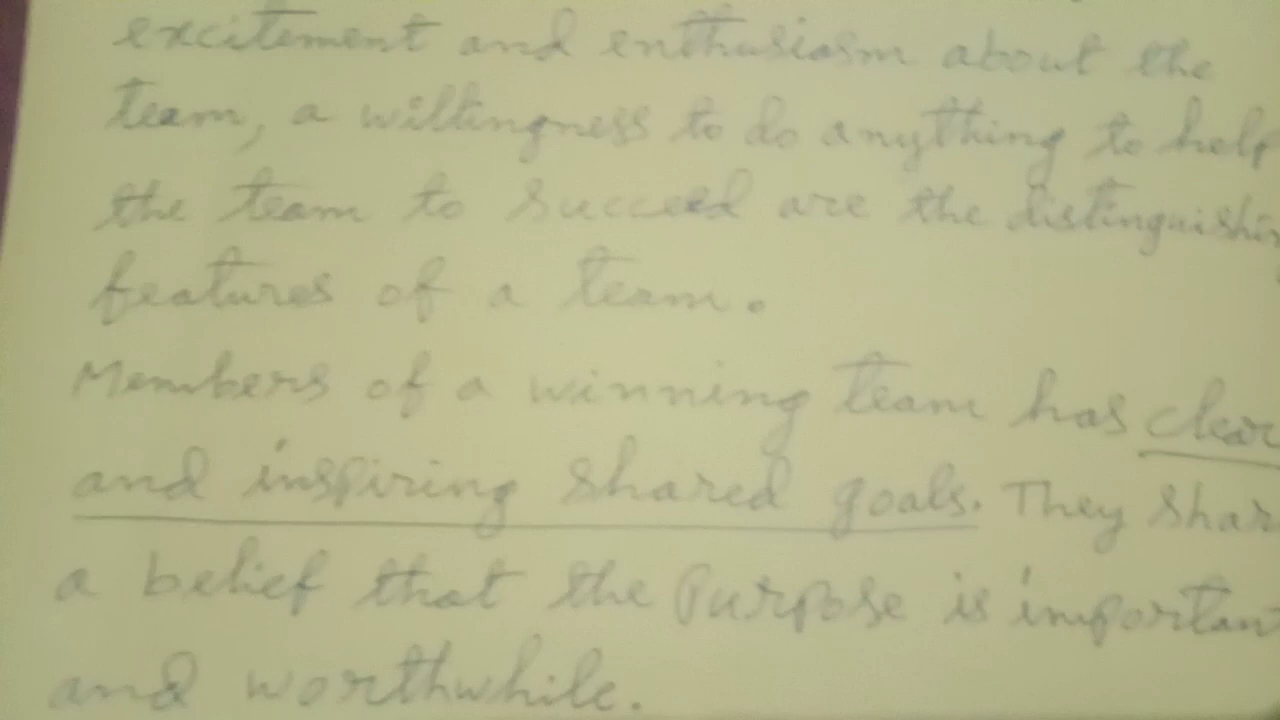 excitement and enthusiasm about the
team, a willingness to do anything to help
the team to succeed are the distinguishin
features of a team.
Members of a winning team has clear
and inspiring shared goals. They shar
a belief that the Purpose is important
and worthwhile.